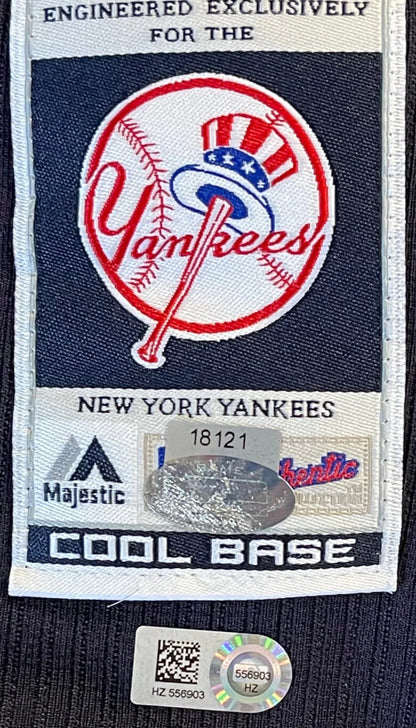 ENGINEERED EXCLUSIVELY
FOR THE
Yankees
NEW YORK YANKEES
18121
Majestic
COOL BASE
HZ 556903
556903
HZ